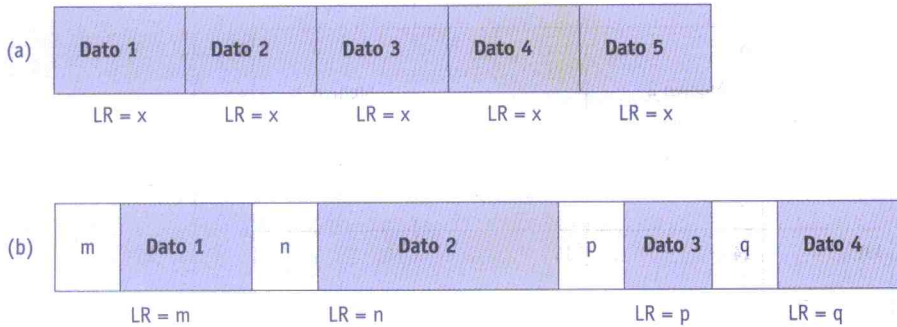 (a) Dato 1 Dato 2 Dato 3 Dato 4 Dato 5
LR = x LR = x LR = x LR = x LR = x
(b) m Dato 1 n Dato 2 p Dato 3 q Dato 4
LR = m LR = n LR = p LR = q